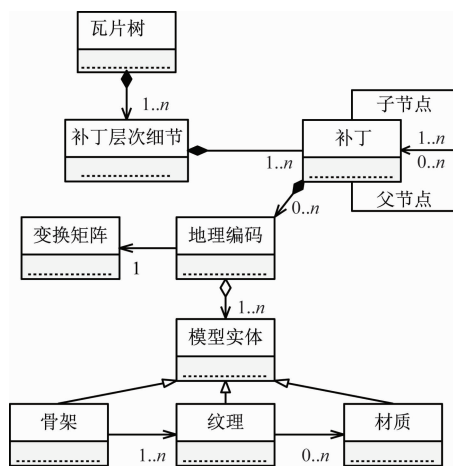 瓦片树
1..n
子节点
补丁层次细节
补丁
1..n
1..n
0..n
父节点
0..n
变换矩阵
地理编码
1
1..n
模型实体
骨架
纹理
材质
1..n
0..n